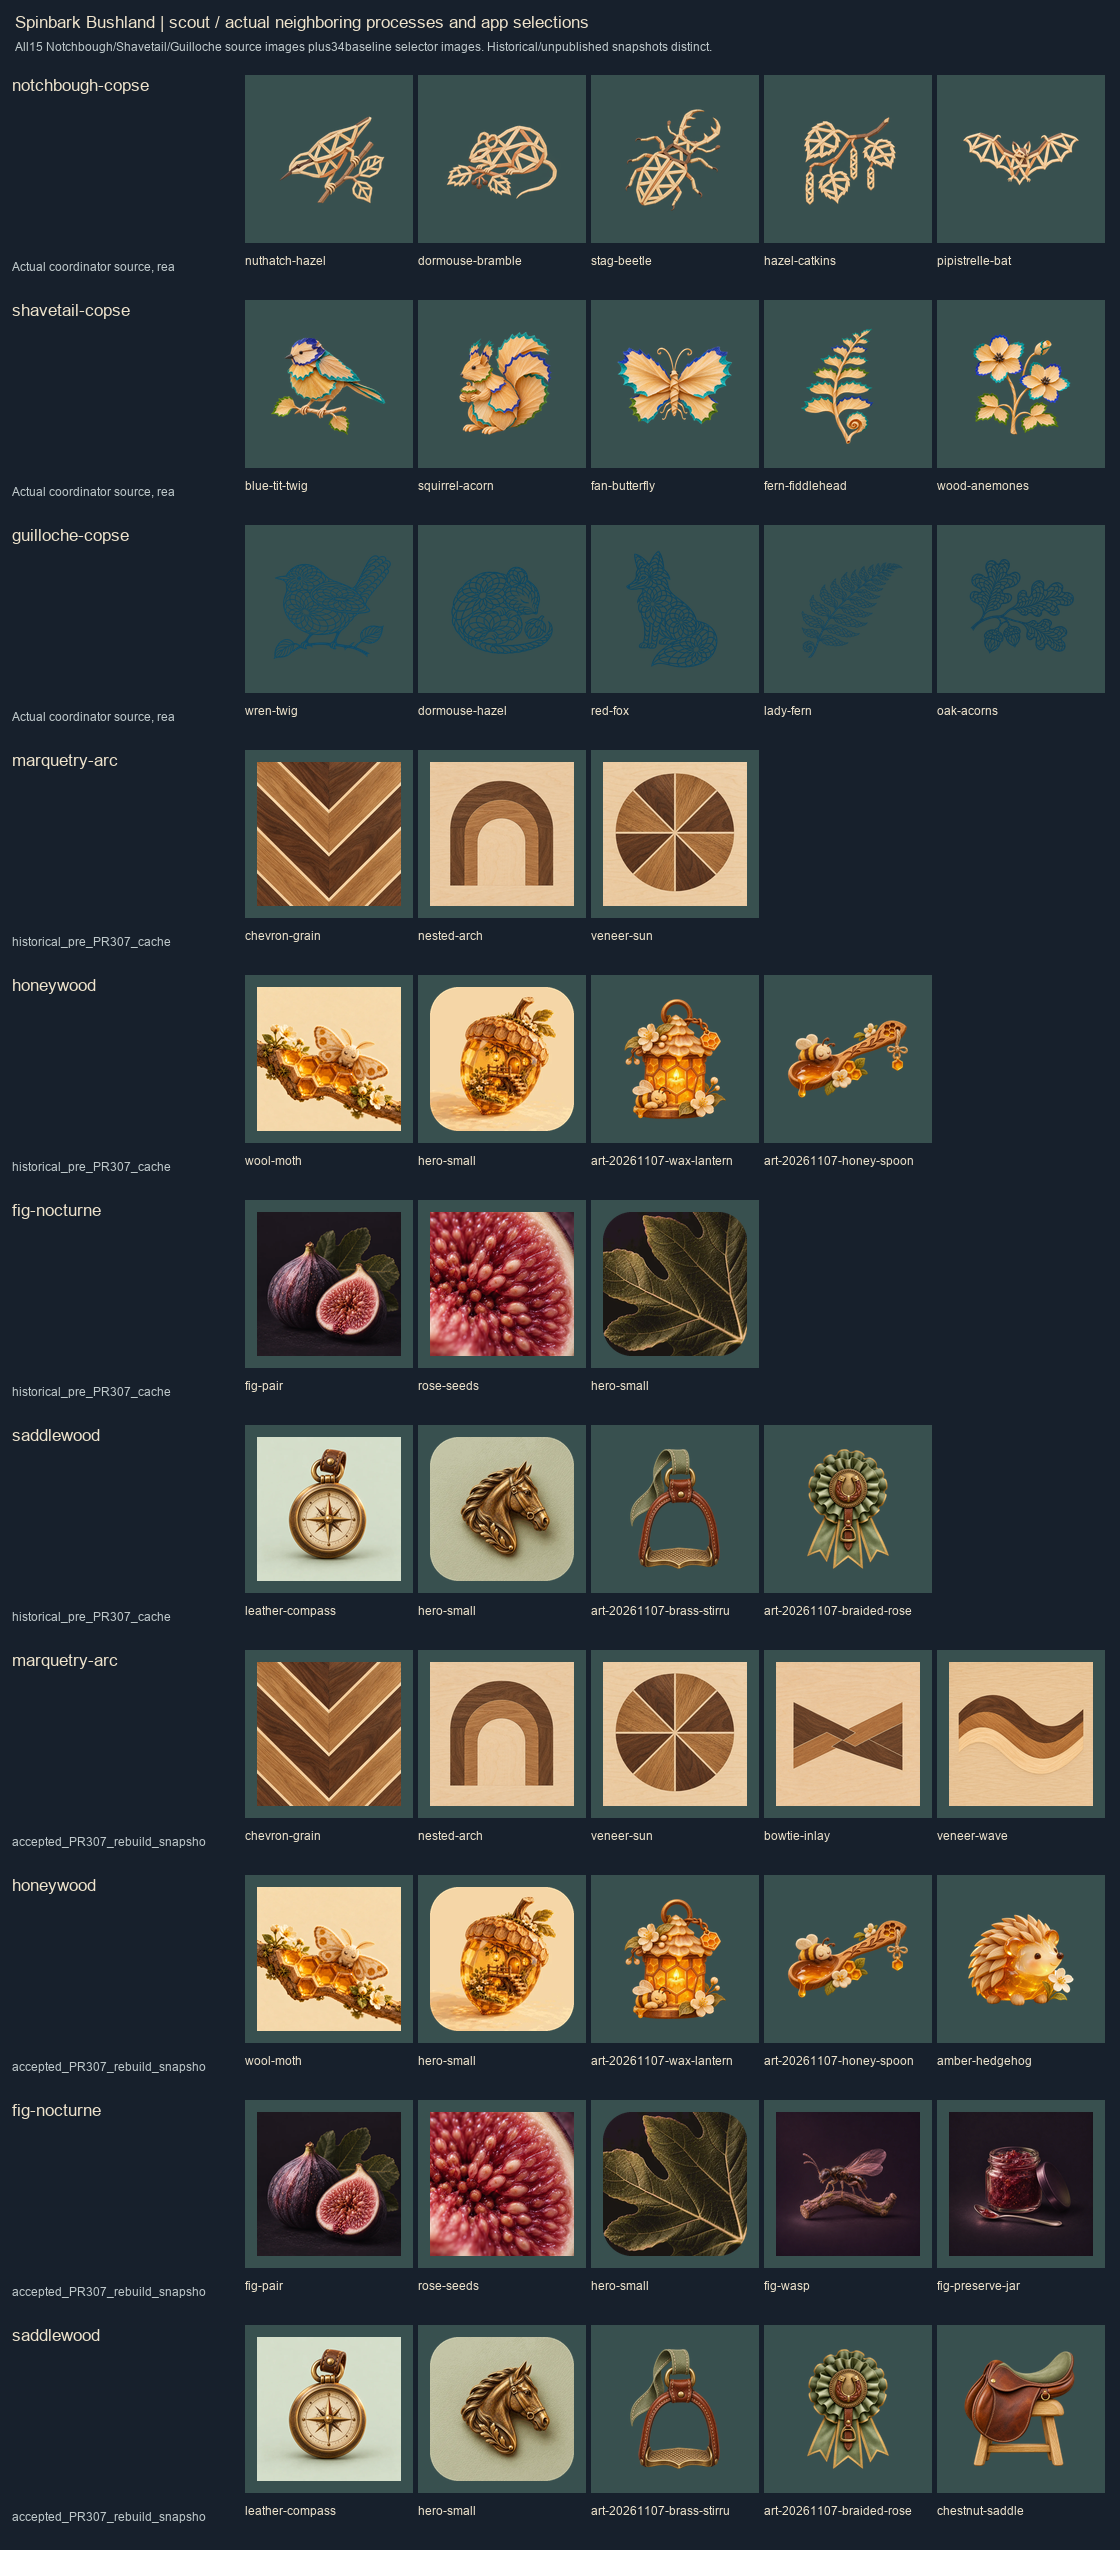 Spinbark Bushland | scout / actual neighboring processes and app selections
All15 Notchbough/Shavetail/Guilloche source images plus34baseline selector images. Historical/unpublished snapshots distinct.
notchbough-copse
Actual coordinator source, rea
nuthatch-hazel
dormouse-bramble
stag-beetle
hazel-catkins
pipistrelle-bat
shavetail-copse
Actual coordinator source, rea
blue-tit-twig
squirrel-acorn
fan-butterfly
fern-fiddlehead
wood-anemones
guilloche-copse
Actual coordinator source, rea
wren-twig
dormouse-hazel
red-fox
lady-fern
oak-acorns
marquetry-arc
historical_pre_PR307_cache
chevron-grain
nested-arch
veneer-sun
honeywood
historical_pre_PR307_cache
wool-moth
hero-small
art-20261107-wax-lantern
art-20261107-honey-spoon
fig-nocturne
historical_pre_PR307_cache
fig-pair
rose-seeds
hero-small
saddlewood
historical_pre_PR307_cache
leather-compass
hero-small
art-20261107-brass-stirru
art-20261107-braided-rose
marquetry-arc
accepted_PR307_rebuild_snapsho
chevron-grain
nested-arch
veneer-sun
bowtie-inlay
veneer-wave
honeywood
accepted_PR307_rebuild_snapsho
wool-moth
hero-small
art-20261107-wax-lantern
art-20261107-honey-spoon
amber-hedgehog
fig-nocturne
accepted_PR307_rebuild_snapsho
fig-pair
rose-seeds
hero-small
fig-wasp
fig-preserve-jar
saddlewood
accepted_PR307_rebuild_snapsho
leather-compass
hero-small
art-20261107-brass-stirru
art-20261107-braided-rose
chestnut-saddle